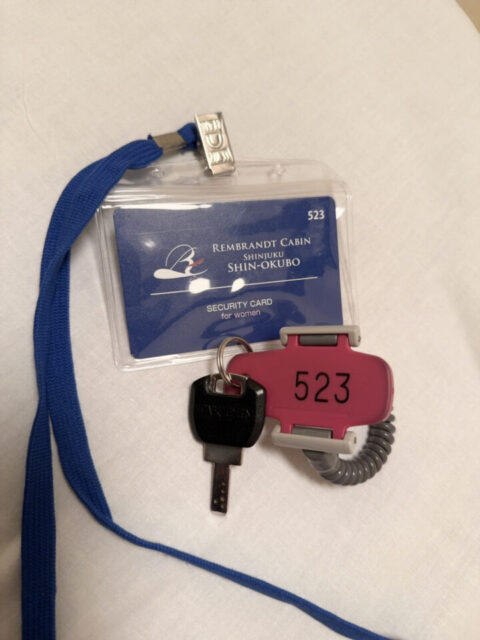 523
REMBRANDT CABIN
SHINJUKU
SHIN-OKUBO
SECURITY CARD
for women
523